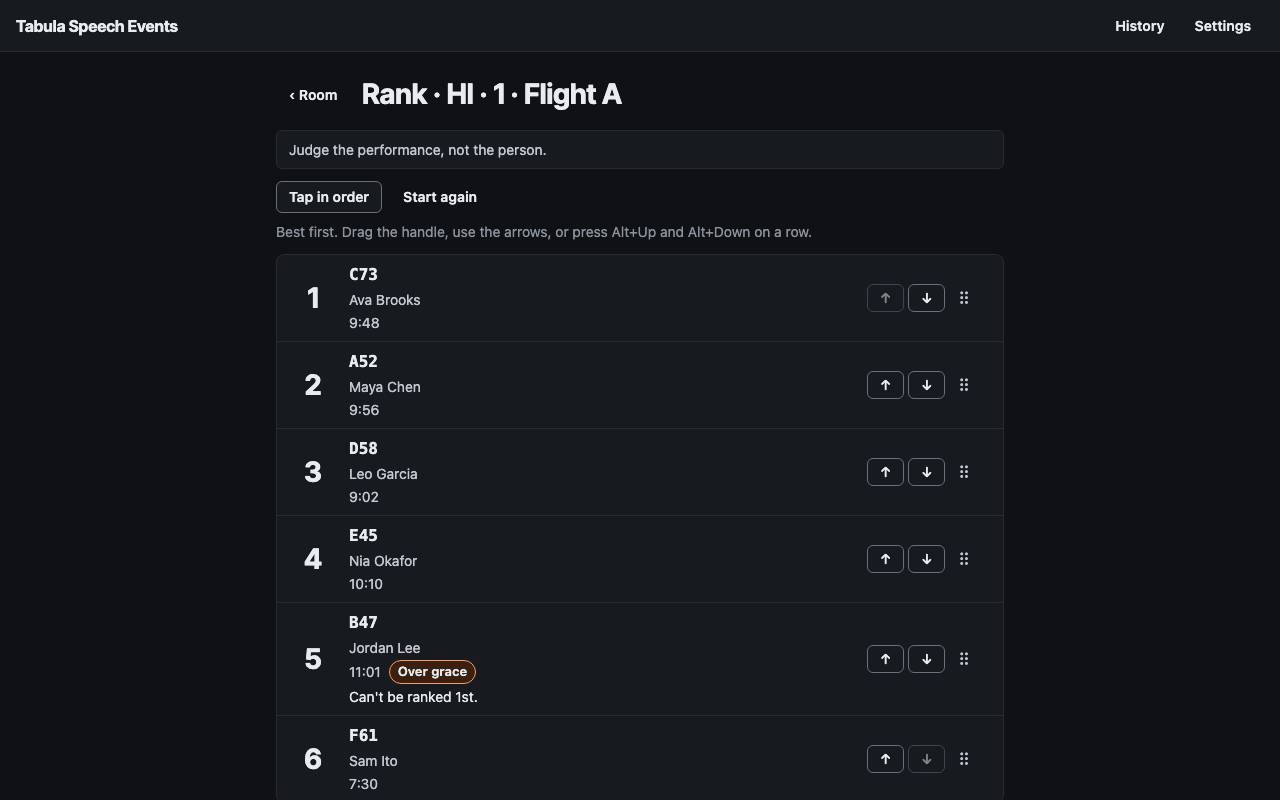 Tabula Speech Events
History
Settings
‹ Room
Rank · HI · 1 · Flight A
Judge the performance, not the person.
Tap in order
Start again
Best first. Drag the handle, use the arrows, or press Alt+Up and Alt+Down on a row.
1
C73
Ava Brooks
9:48
↑ ↓
2
A52
Maya Chen
9:56
↑ ↓
3
D58
Leo Garcia
9:02
↑ ↓
4
E45
Nia Okafor
10:10
↑ ↓
5
B47
Jordan Lee
11:01 Over grace
Can't be ranked 1st.
↑ ↓
6
F61
Sam Ito
7:30
↑ ↓